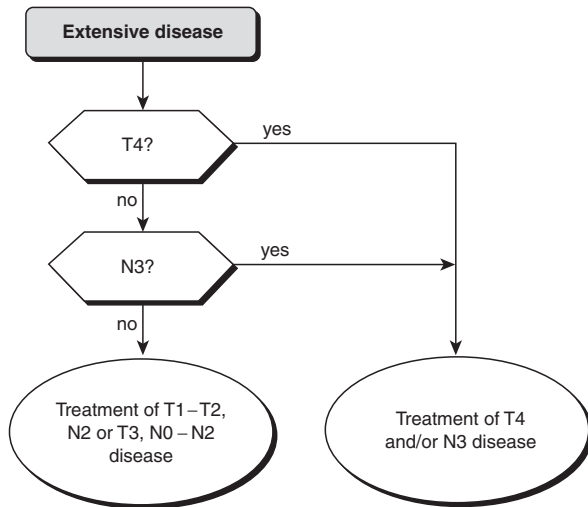 Extensive disease
T4?
yes
no
N3?
yes
no
Treatment of T1–T2,
N2 or T3, N0–N2
disease
Treatment of T4
and/or N3 disease